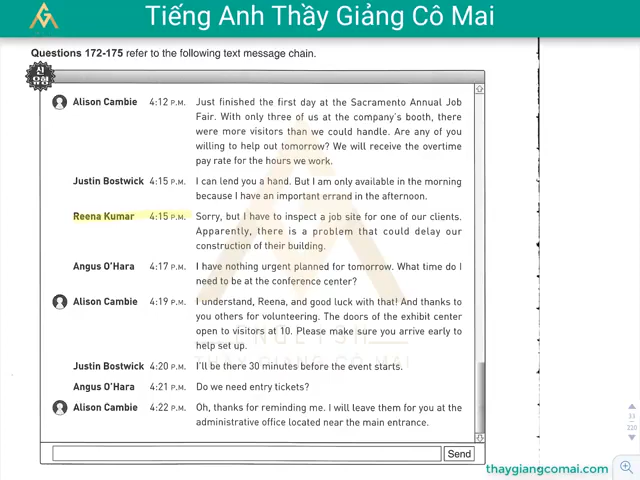 Tiếng Anh Thầy Giảng Cô Mai
Questions 172-175 refer to the following text message chain.
Alison Cambie 4:12 P.M. Just finished the first day at the Sacramento Annual Job
Fair. With only three of us at the company's booth, there
were more visitors than we could handle. Are any of you
willing to help out tomorrow? We will receive the overtime
pay rate for the hours we work.
Justin Bostwick 4:15 P.M. I can lend you a hand. But I am only available in the morning
because I have an important errand in the afternoon.
Reena Kumar 4:15 P.M. Sorry, but I have to inspect a job site for one of our clients.
Apparently, there is a problem that could delay our
construction of their building.
Angus O'Hara 4:17 P.M. I have nothing urgent planned for tomorrow. What time do I
need to be at the conference center?
Alison Cambie 4:19 P.M. I understand, Reena, and good luck with that! And thanks to
you others for volunteering. The doors of the exhibit center
open to visitors at 10. Please make sure you arrive early to
help set up.
ENGLISH
THẦY GIẢNG CÔ MAI
Justin Bostwick 4:20 P.M. I'll be there 30 minutes before the event starts.
Angus O'Hara 4:21 P.M. Do we need entry tickets?
Alison Cambie 4:22 P.M. Oh, thanks for reminding me. I will leave them for you at the
administrative office located near the main entrance.
Send
33
220
thaygiangcomai.com